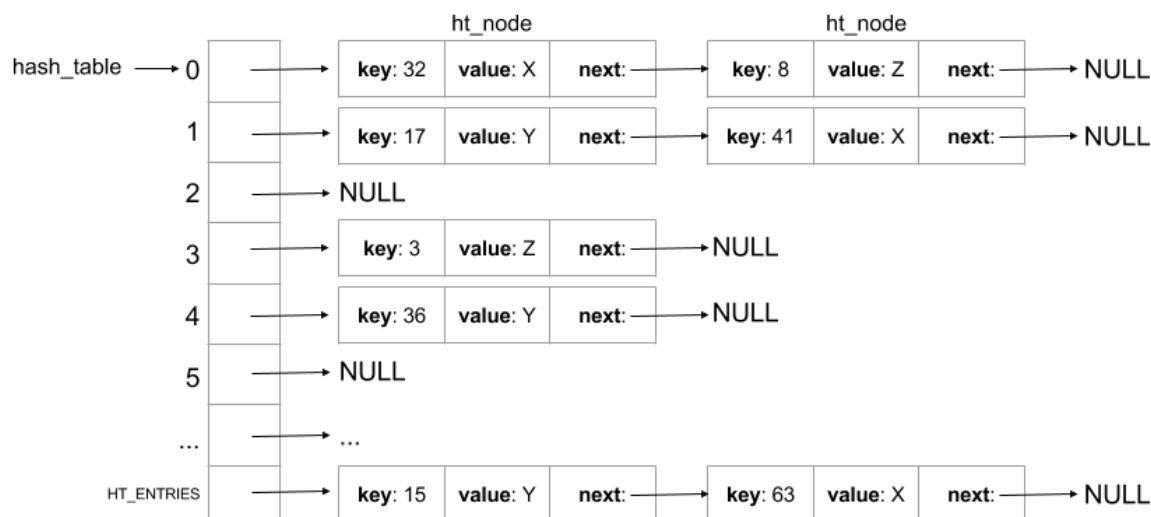 ht_node ht_node
hash_table 0 key: 32 value: X next: key: 8 value: Z next: NULL
1 key: 17 value: Y next: key: 41 value: X next: NULL
2 NULL
3 key: 3 value: Z next: NULL
4 key: 36 value: Y next: NULL
5 NULL
... ...
HT_ENTRIES key: 15 value: Y next: key: 63 value: X next: NULL